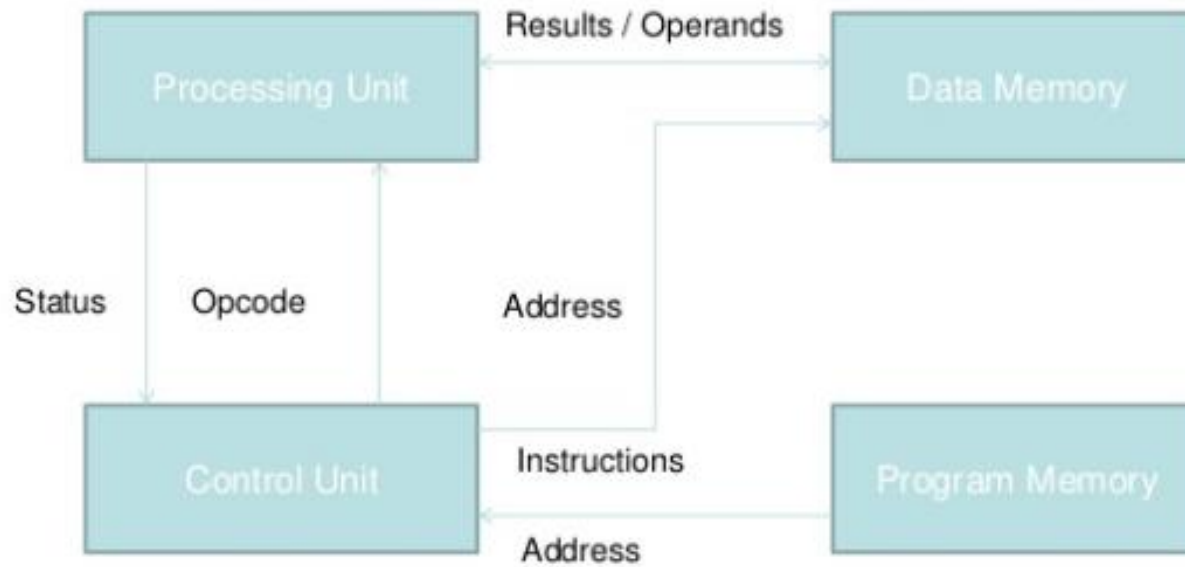 Results / Operands
Processing Unit
Data Memory
Status
Opcode
Address
Instructions
Control Unit
Program Memory
Address